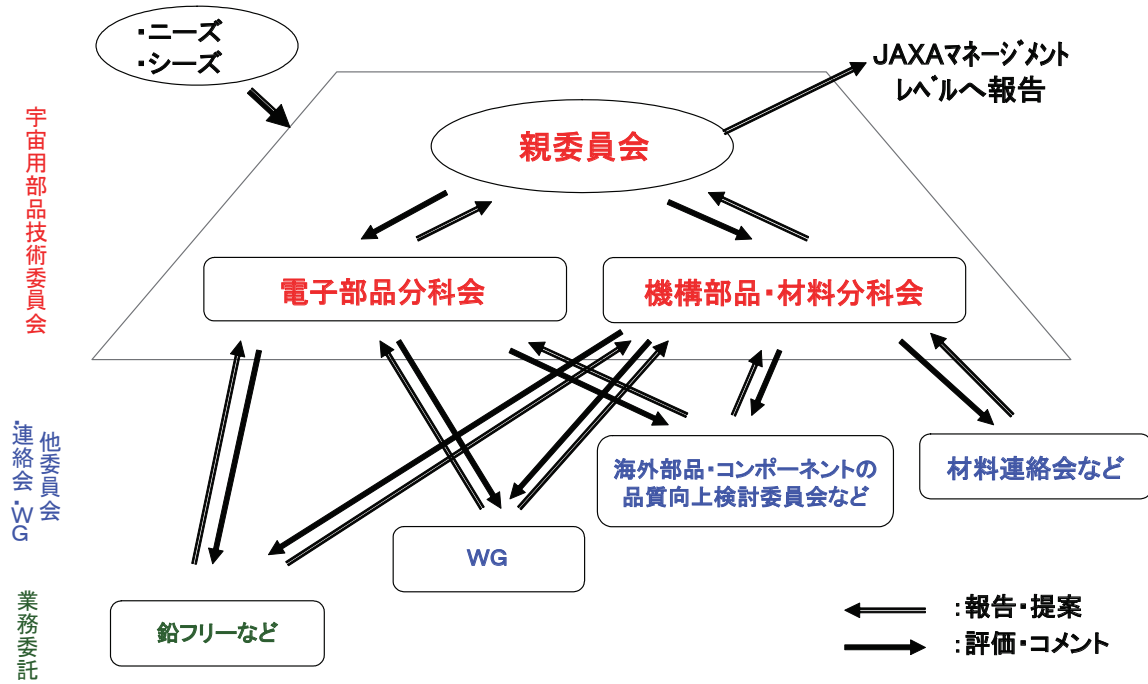 ・ニーズ
・シーズ
JAXAマネージメント
レベルへ報告
宇宙用部品技術委員会
親委員会
電子部品分科会
機構部品・材料分科会
他委員会
・連絡会・WG
海外部品・コンポーネントの
品質向上検討委員会など
材料連絡会など
WG
業務委託
鉛フリーなど
：報告・提案
：評価・コメント